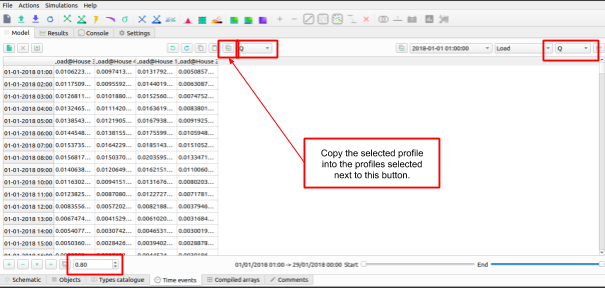 File Actions Simulations Help
Model Results Console Settings
Q 2018-01-01 01:00:00 Load Q
_oad@House 3 _oad@House 4 _oad@House 1 _oad@House 2
01-01-2018 01:00 0.0106223... 0.0097413... 0.0131792... 0.0050857...
01-01-2018 02:00 0.0117509... 0.0095592... 0.0144019... 0.0063087...
01-01-2018 03:00 0.0126811... 0.0101880... 0.0152560... 0.0074752...
01-01-2018 04:00 0.0132465... 0.0111420... 0.0163619... 0.0083801...
01-01-2018 05:00 0.0138543... 0.0121905... 0.0167938... 0.0091925...
01-01-2018 06:00 0.0144548... 0.0138155... 0.0175599... 0.0105948...
01-01-2018 07:00 0.0153735... 0.0164229... 0.0185143... 0.0151052...
01-01-2018 08:00 0.0156817... 0.0150370... 0.0203595... 0.0133471...
01-01-2018 09:00 0.0140638... 0.0120649... 0.0162151... 0.0110060...
01-01-2018 10:00 0.0116302... 0.0094151... 0.0131676... 0.0080203...
01-01-2018 11:00 0.0123825... 0.0087080... 0.0122727... 0.0071781...
01-01-2018 12:00 0.0083556... 0.0057202... 0.0082188... 0.0037946...
01-01-2018 13:00 0.0067474... 0.0041529... 0.0061020... 0.0031684...
01-01-2018 14:00 0.0054077... 0.0030742... 0.0046531... 0.0030019...
01-01-2018 15:00 0.0050360... 0.0028426... 0.0039402... 0.0028878...
Copy the selected profile
into the profiles selected
next to this button.
0.80 01/01/2018 01:00 -> 29/01/2018 00:00 Start End
Schematic Objects Types catalogue Time events Compiled arrays Comments